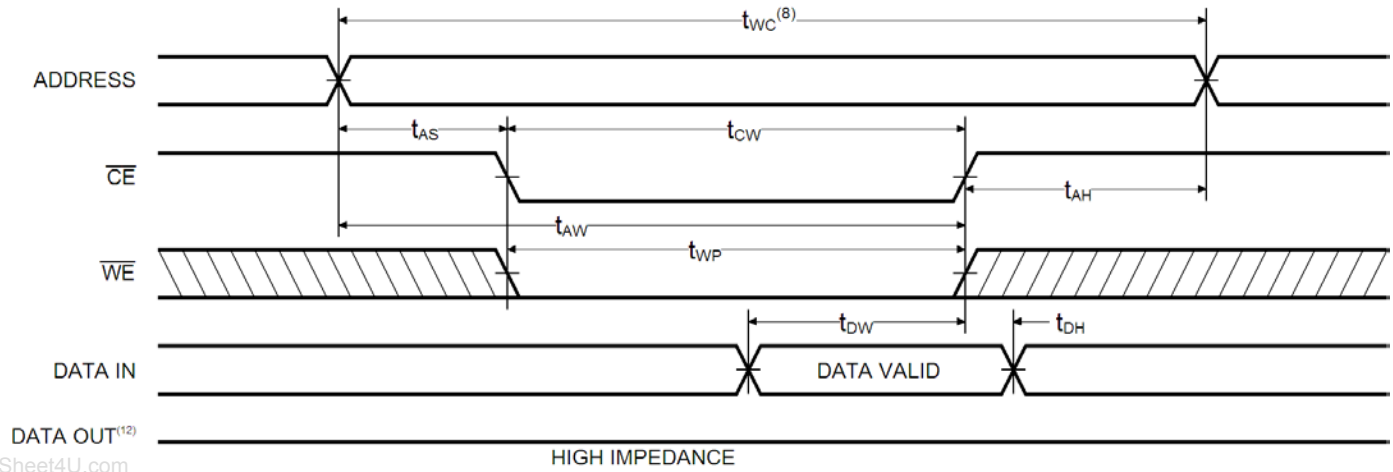 tWC(8)
ADDRESS
tAS
tCW
CE
tAH
tAW
WE
tWP
tDW
tDH
DATA IN
DATA VALID
DATA OUT(12)
HIGH IMPEDANCE
Sheet4U.com